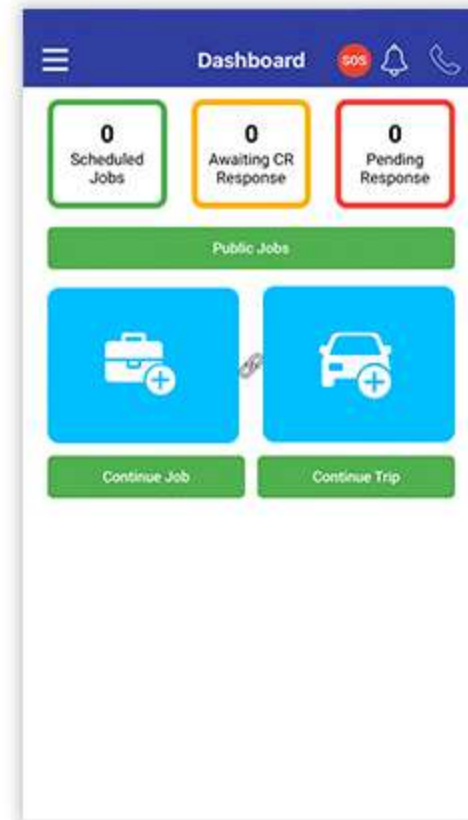 Dashboard
SOS
0
Scheduled
Jobs
0
Awaiting CR
Response
0
Pending
Response
Public Jobs
Continue Job
Continue Trip